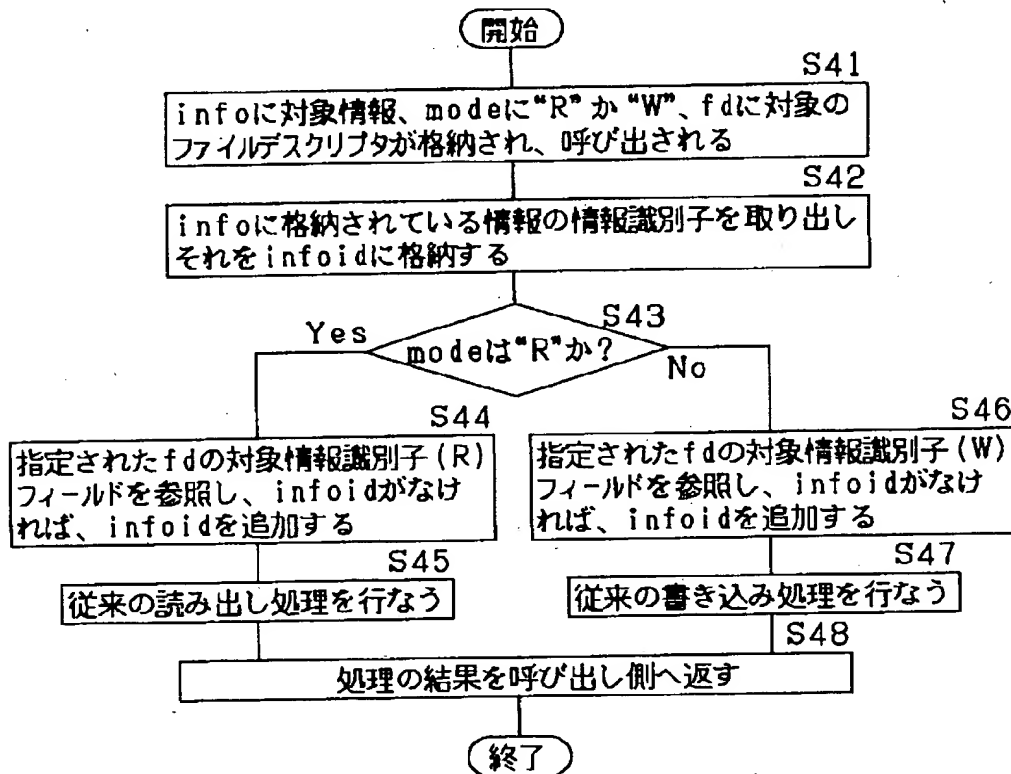 開始
S41
infoに対象情報、modeに“R”か“W”、fdに対象の
ファイルデスクリプタが格納され、呼び出される
S42
infoに格納されている情報の情報識別子を取り出し
それをinfoidに格納する
S43
Yes
modeは“R”か?
No
S44
指定されたfdの対象情報識別子(R)
フィールドを参照し、infoidがなけ
れば、infoidを追加する
S46
指定されたfdの対象情報識別子(W)
フィールドを参照し、infoidがなけ
れば、infoidを追加する
S45
従来の読み出し処理を行なう
S47
従来の書き込み処理を行なう
S48
処理の結果を呼び出し側へ返す
終了